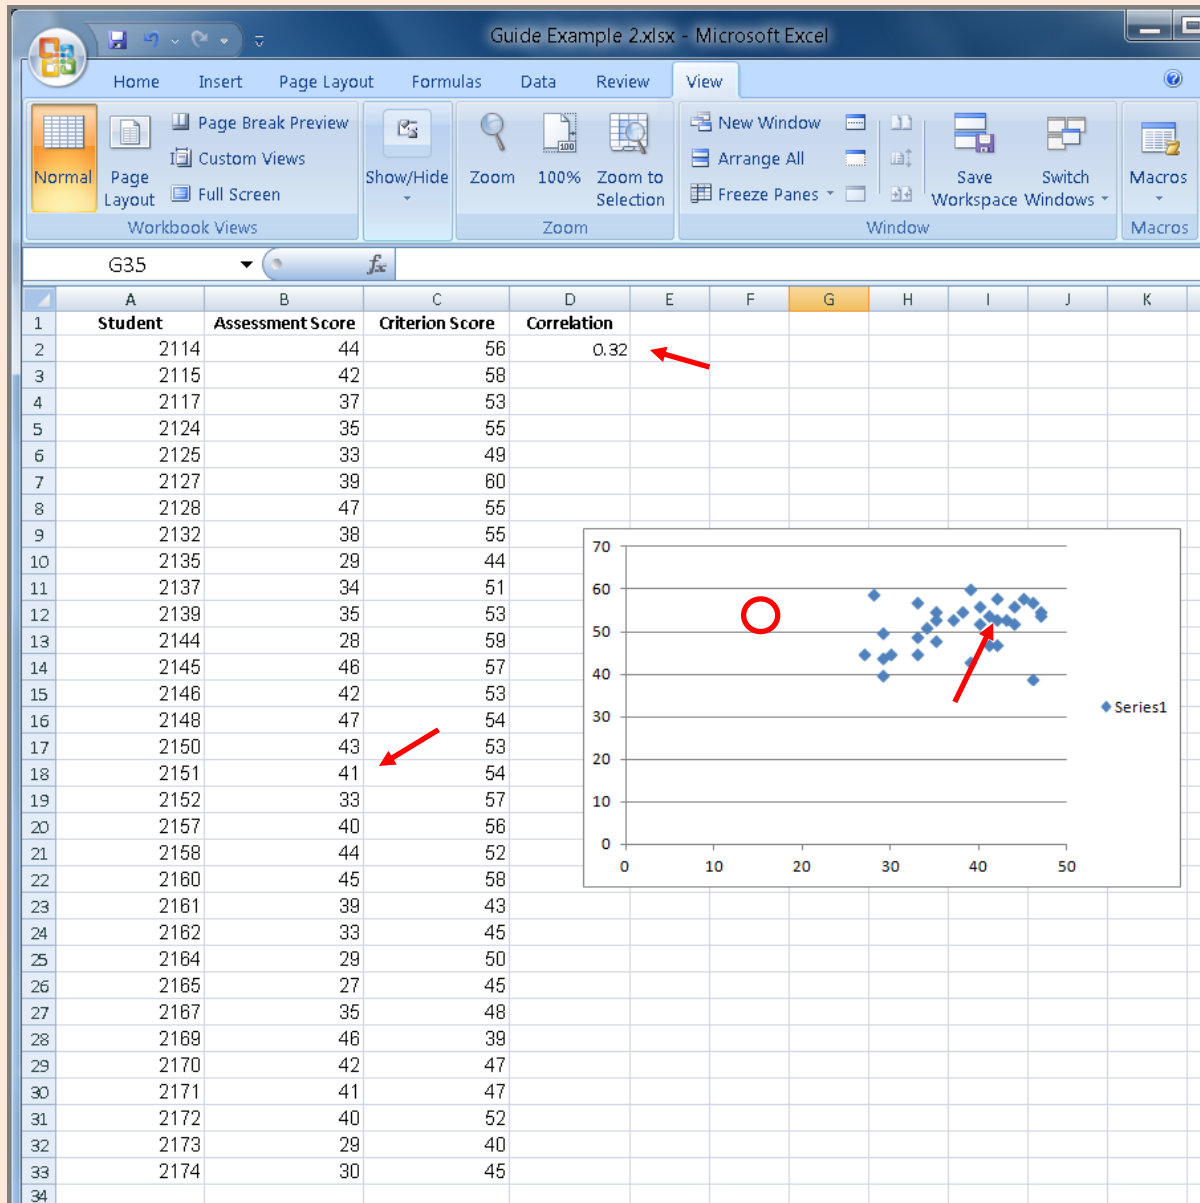 Guide Example 2.xlsx - Microsoft Excel
Home Insert Page Layout Formulas Data Review View
Normal
Page Layout
Page Break Preview
Custom Views
Full Screen
Workbook Views
Show/Hide
Zoom
100%
Zoom to Selection
Zoom
New Window
Arrange All
Freeze Panes
Save Workspace
Switch Windows
Window
Macros
Macros
G35 fx
A B C D E F G H I J K
1 Student Assessment Score Criterion Score Correlation
2 2114 44 56 0.32
3 2115 42 58
4 2117 37 53
5 2124 35 55
6 2125 33 49
7 2127 39 60
8 2128 47 55
9 2132 38 55
10 2135 29 44
11 2137 34 51
12 2139 35 53
13 2144 28 59
14 2145 46 57
15 2146 42 53
16 2148 47 54
17 2150 43 53
18 2151 41 54
19 2152 33 57
20 2157 40 56
21 2158 44 52
22 2160 45 58
23 2161 39 43
24 2162 33 45
25 2164 29 50
26 2165 27 45
27 2167 35 48
28 2169 46 39
29 2170 42 47
30 2171 41 47
31 2172 40 52
32 2173 29 40
33 2174 30 45
34
70
60
50
40
30
20
10
0
0 10 20 30 40 50
Series1